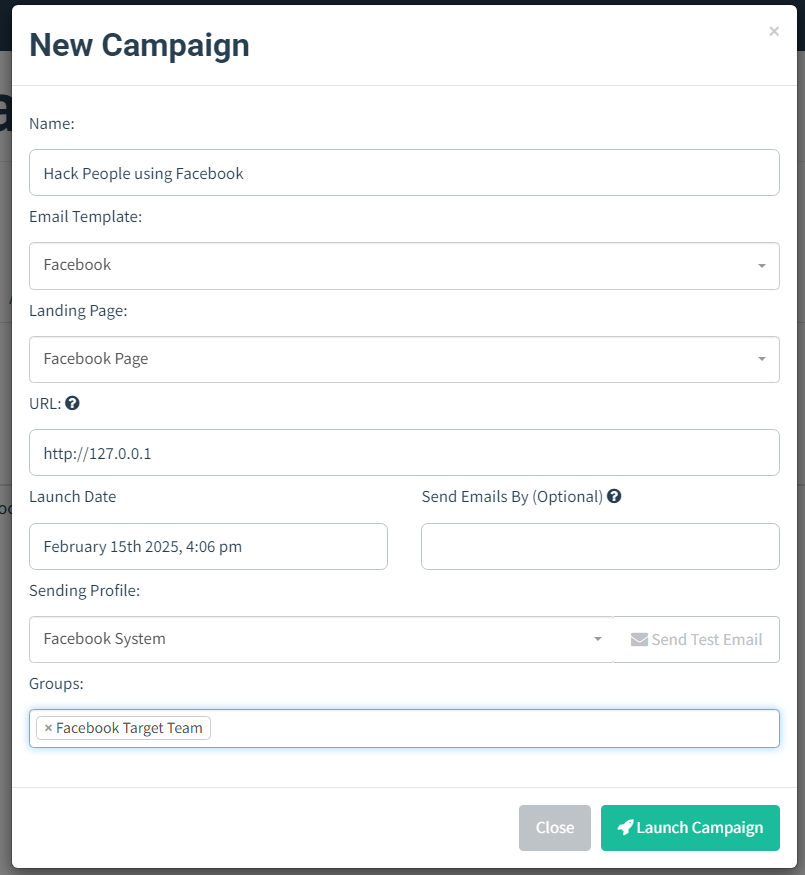 New Campaign
×
Name:
Hack People using Facebook
Email Template:
Facebook
Landing Page:
Facebook Page
URL:
http://127.0.0.1
Launch Date
Send Emails By (Optional)
February 15th 2025, 4:06 pm
Sending Profile:
Facebook System
Send Test Email
Groups:
× Facebook Target Team
Close
Launch Campaign